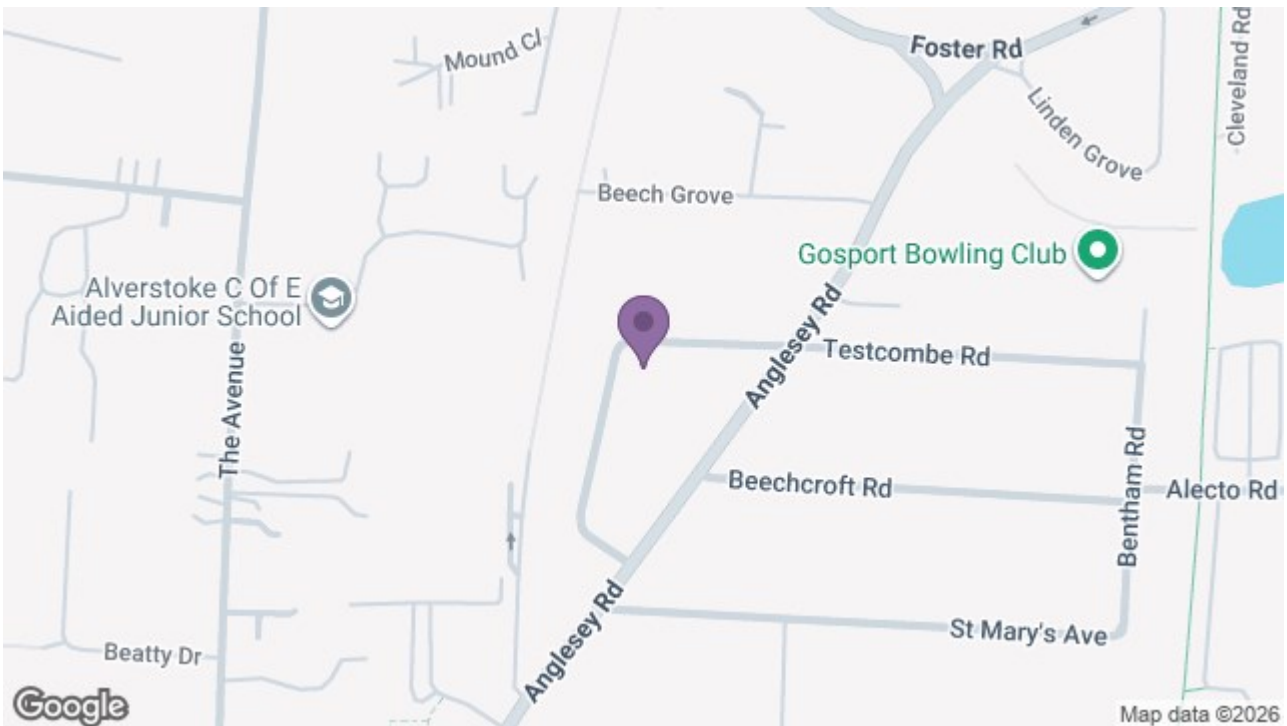 Mound Cl
Foster Rd
Cleveland Rd
Linden Grove
Beech Grove
Gosport Bowling Club
Alverstoke C Of E
Aided Junior School
Anglesey Rd
Testcombe Rd
The Avenue
Beechcroft Rd
Alecto Rd
Bentham Rd
Anglesey Rd
St Mary's Ave
Beatty Dr
Google
Map data ©2026